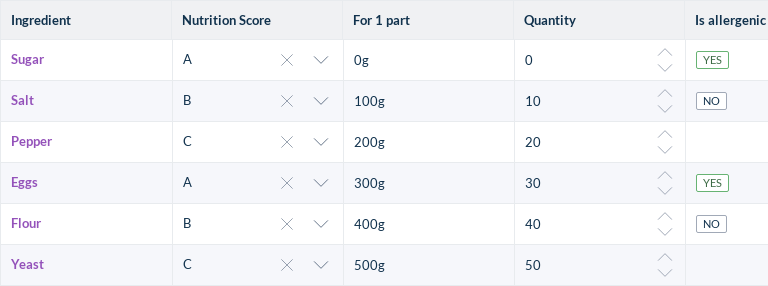 Ingredient Nutrition Score For 1 part Quantity Is allergenic
Sugar A 0g 0 YES
Salt B 100g 10 NO
Pepper C 200g 20
Eggs A 300g 30 YES
Flour B 400g 40 NO
Yeast C 500g 50